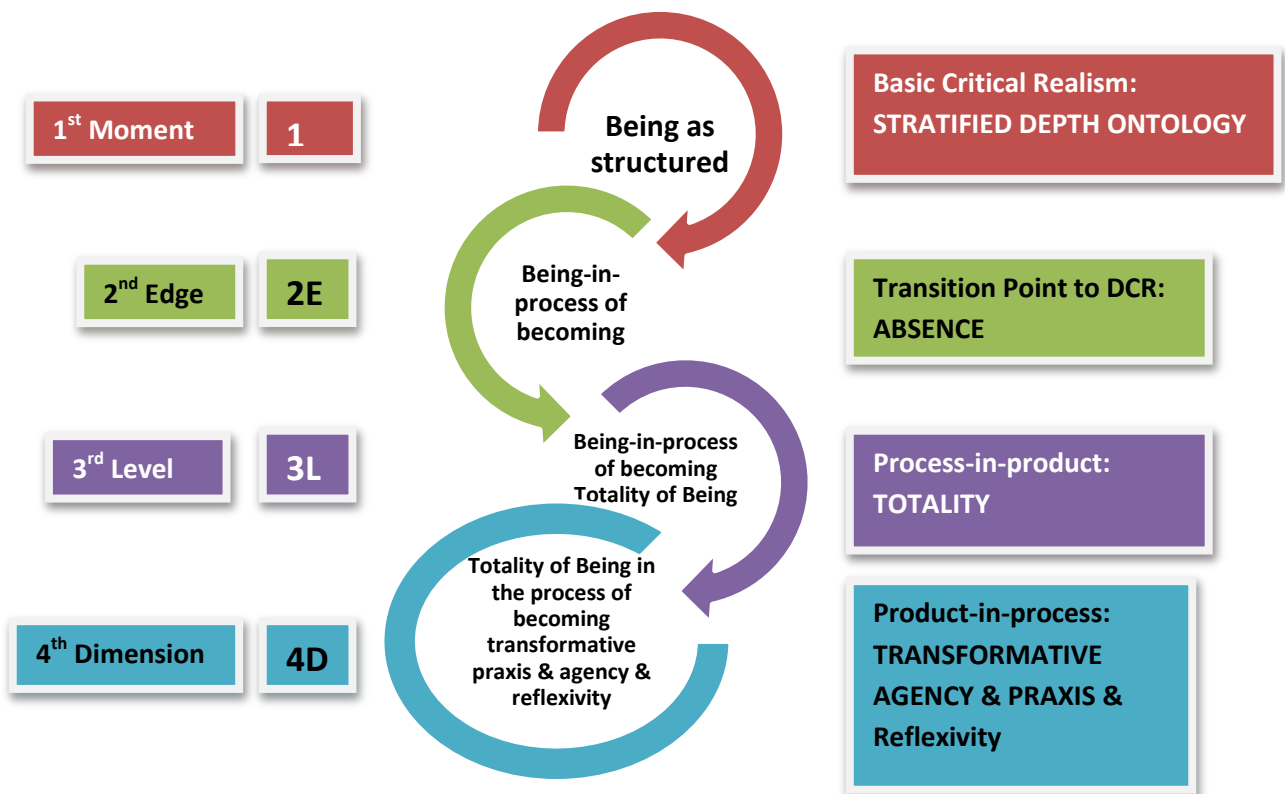 1st Moment
1
Being as
structured
Basic Critical Realism:
STRATIFIED DEPTH ONTOLOGY
2nd Edge
2E
Being-in-
process of
becoming
Transition Point to DCR:
ABSENCE
3rd Level
3L
Being-in-process
of becoming
Totality of Being
Process-in-product:
TOTALITY
4th Dimension
4D
Totality of Being in
the process of
becoming
transformative
praxis & agency &
reflexivity
Product-in-process:
TRANSFORMATIVE
AGENCY & PRAXIS &
Reflexivity